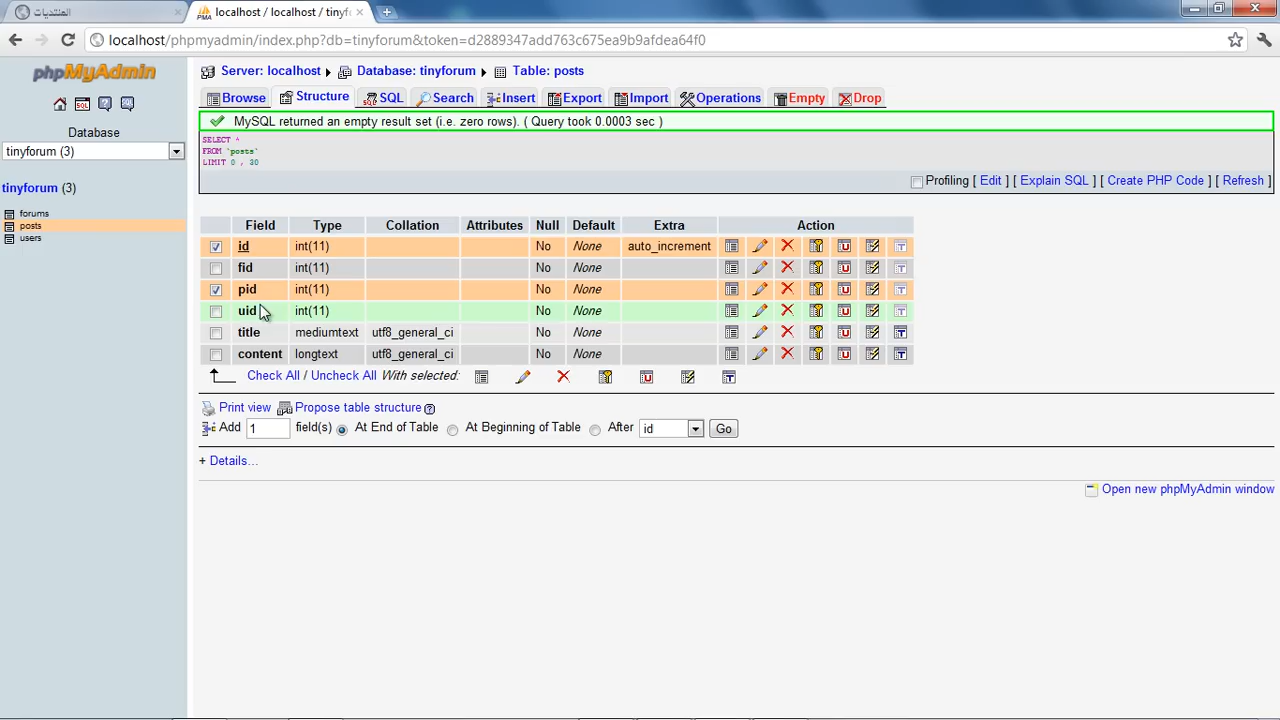 المنتديات
localhost / localhost / tinyf
localhost/phpmyadmin/index.php?db=tinyforum&token=d2889347add763c675ea9b9afdea64f0
phpMyAdmin
Database
tinyforum (3)
tinyforum (3)
forums
posts
users
Server: localhost Database: tinyforum Table: posts
Browse Structure SQL Search Insert Export Import Operations Empty Drop
MySQL returned an empty result set (i.e. zero rows). ( Query took 0.0003 sec )
SELECT *
FROM `posts`
LIMIT 0 , 30
Profiling [ Edit ] [ Explain SQL ] [ Create PHP Code ] [ Refresh ]
Field Type Collation Attributes Null Default Extra Action
id int(11) No None auto_increment
fid int(11) No None
pid int(11) No None
uid int(11) No None
title mediumtext utf8_general_ci No None
content longtext utf8_general_ci No None
Check All / Uncheck All With selected:
Print view Propose table structure
Add 1 field(s) At End of Table At Beginning of Table After id Go
+ Details...
Open new phpMyAdmin window